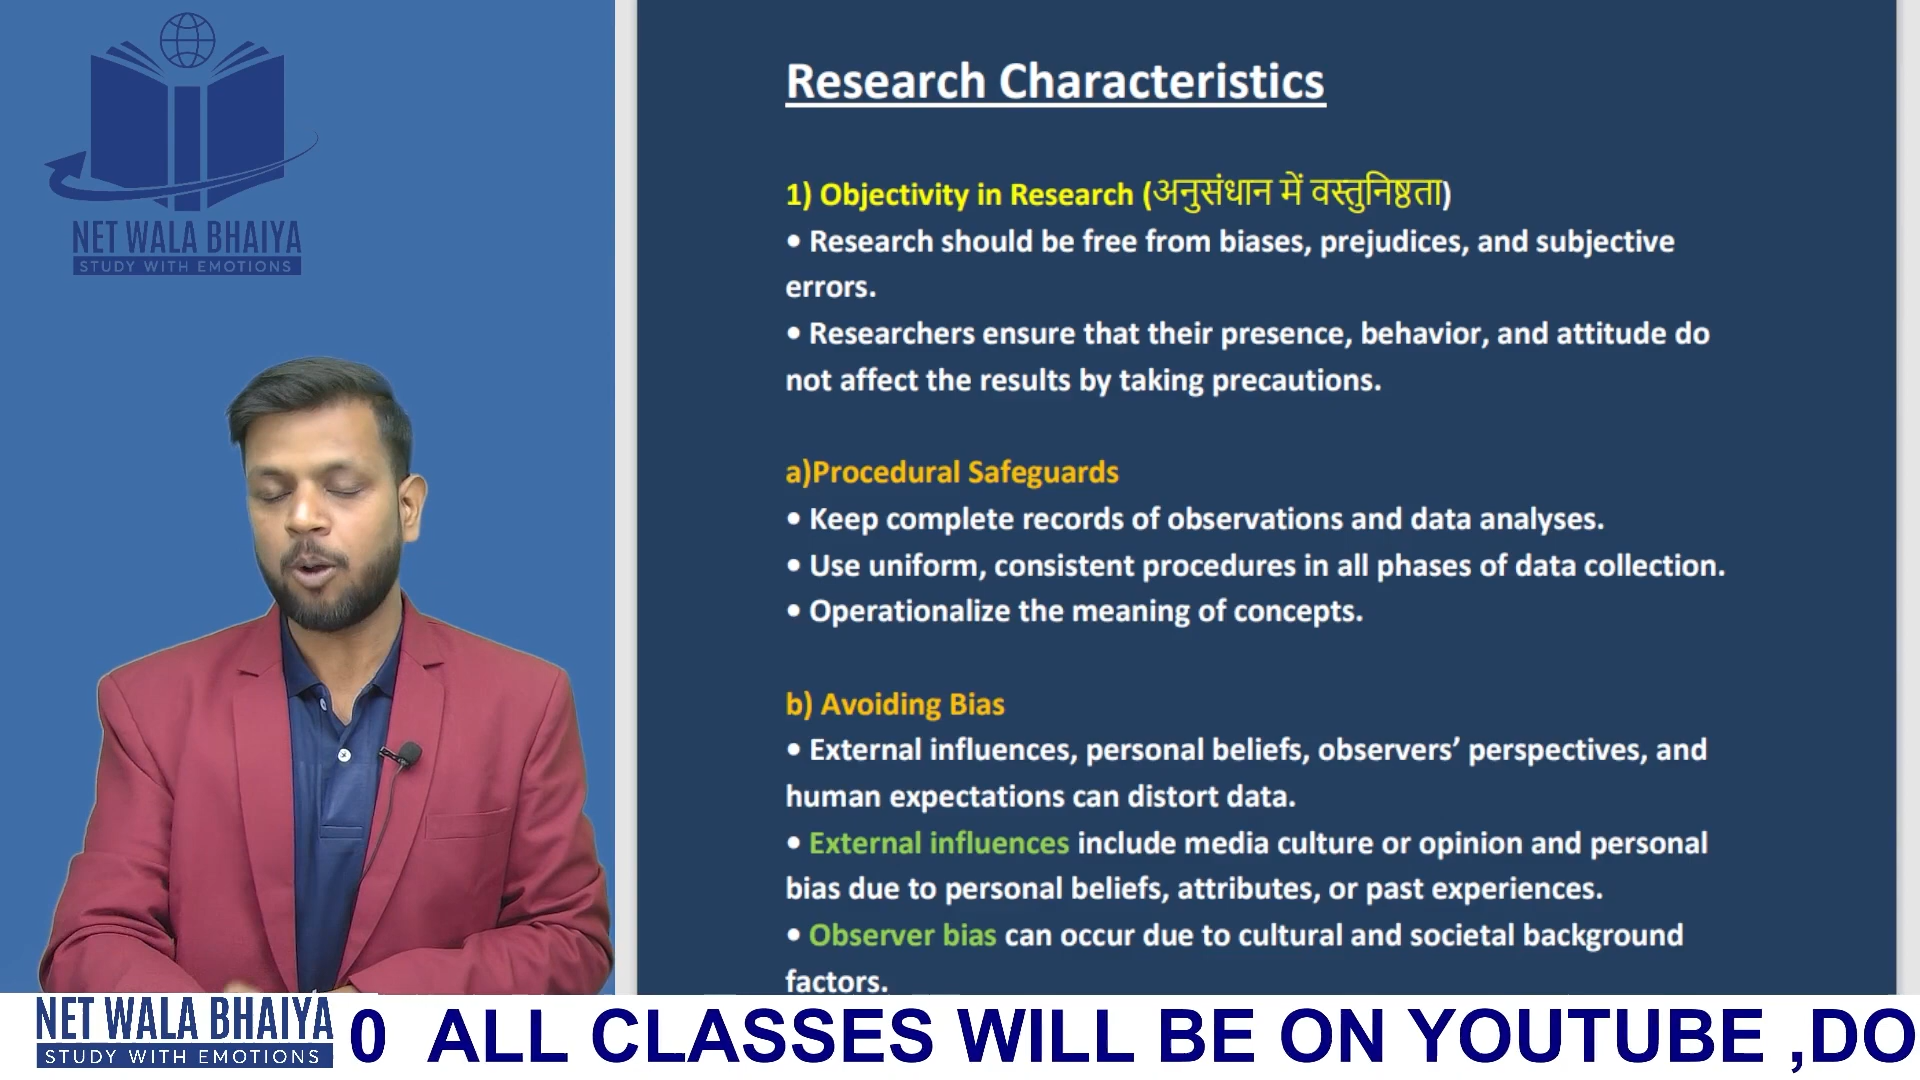 NET WALA BHAIYA
STUDY WITH EMOTIONS
Research Characteristics
1) Objectivity in Research (अनुसंधान में वस्तुनिष्ठता)
• Research should be free from biases, prejudices, and subjective
errors.
• Researchers ensure that their presence, behavior, and attitude do
not affect the results by taking precautions.
a)Procedural Safeguards
• Keep complete records of observations and data analyses.
• Use uniform, consistent procedures in all phases of data collection.
• Operationalize the meaning of concepts.
b) Avoiding Bias
• External influences, personal beliefs, observers’ perspectives, and
human expectations can distort data.
• External influences include media culture or opinion and personal
bias due to personal beliefs, attributes, or past experiences.
• Observer bias can occur due to cultural and societal background
factors.
NET WALA BHAIYA
STUDY WITH EMOTIONS
0 ALL CLASSES WILL BE ON YOUTUBE ,DO